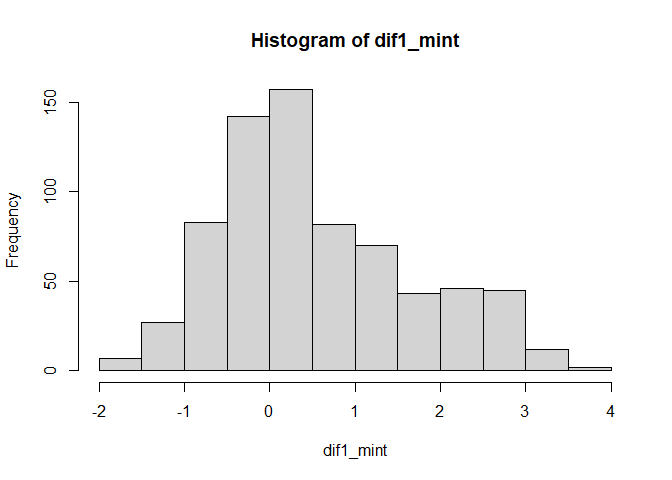 Histogram of dif1_mint
Frequency
150
100
50
0
-2 -1 0 1 2 3 4
dif1_mint